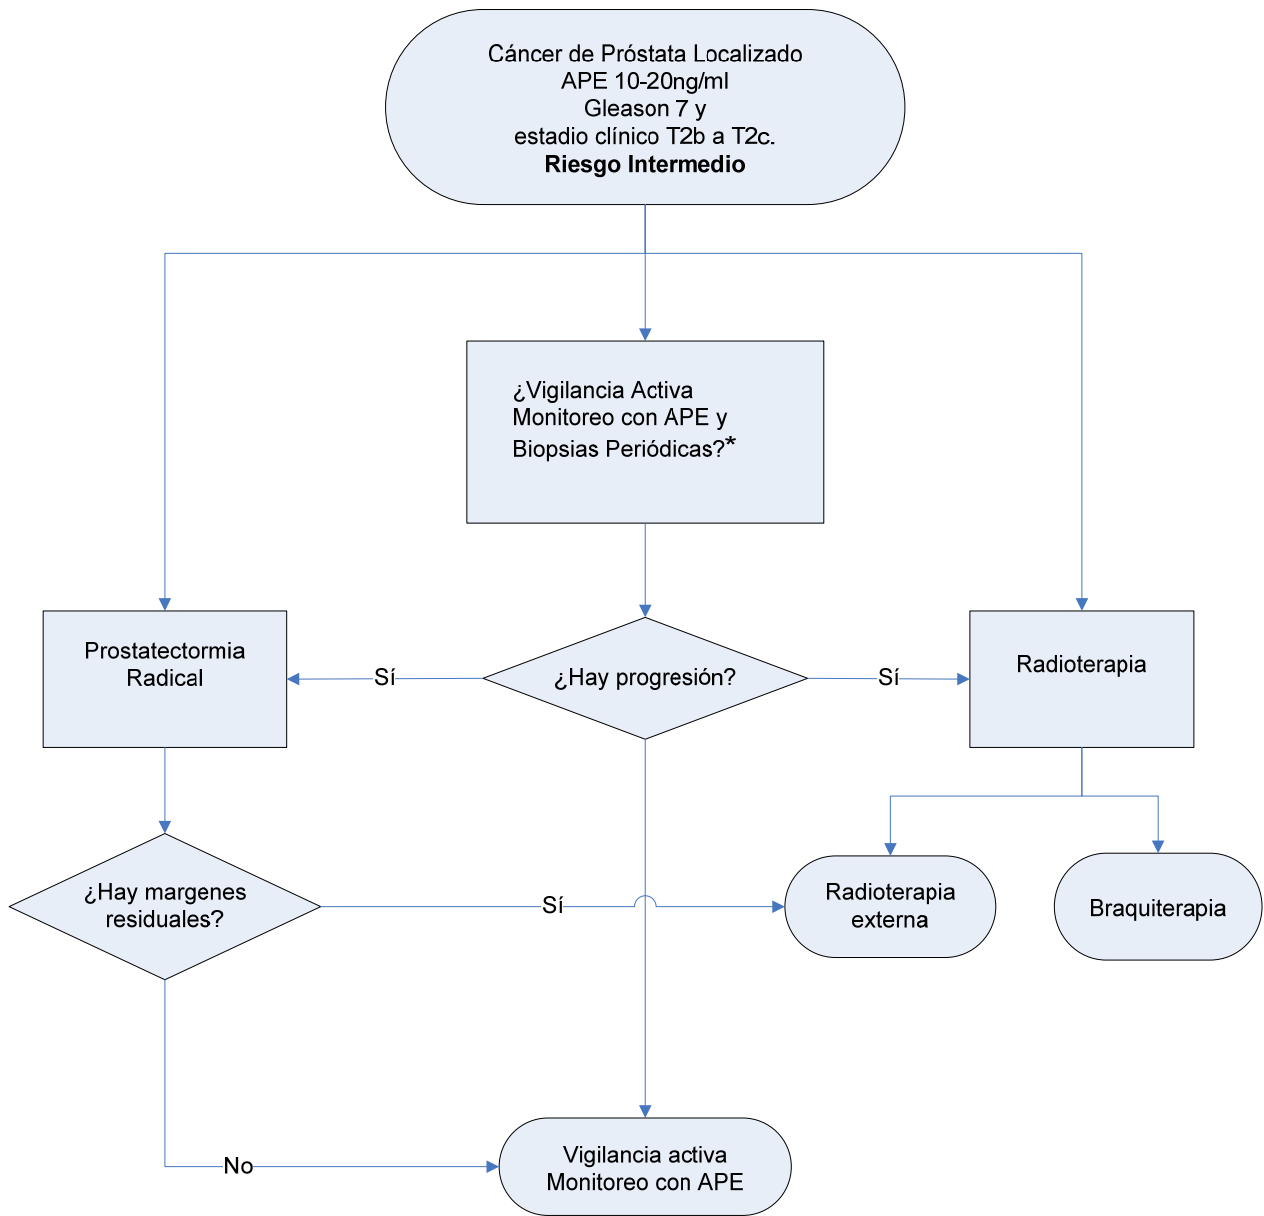 Cáncer de Próstata Localizado
APE 10-20ng/ml
Gleason 7 y
estadio clínico T2b a T2c.
Riesgo Intermedio
¿Vigilancia Activa
Monitoreo con APE y
Biopsias Periódicas?*
Prostatectormia
Radical
Sí
¿Hay progresión?
Sí
Radioterapia
¿Hay margenes
residuales?
Sí
Radioterapia
externa
Braquiterapia
No
Vigilancia activa
Monitoreo con APE